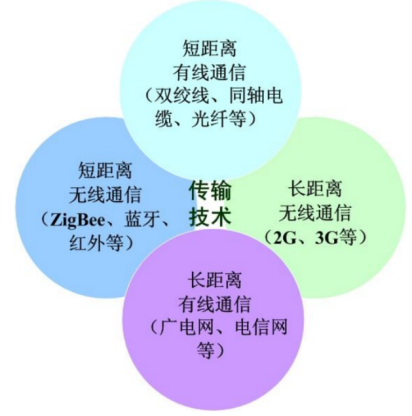 短距离
有线通信
（双绞线、同轴电
缆、光纤等）
短距离
无线通信
（ZigBee、蓝牙、
红外等）
传输
技术
长距离
无线通信
（2G、3G等）
长距离
有线通信
（广电网、电信网
等）